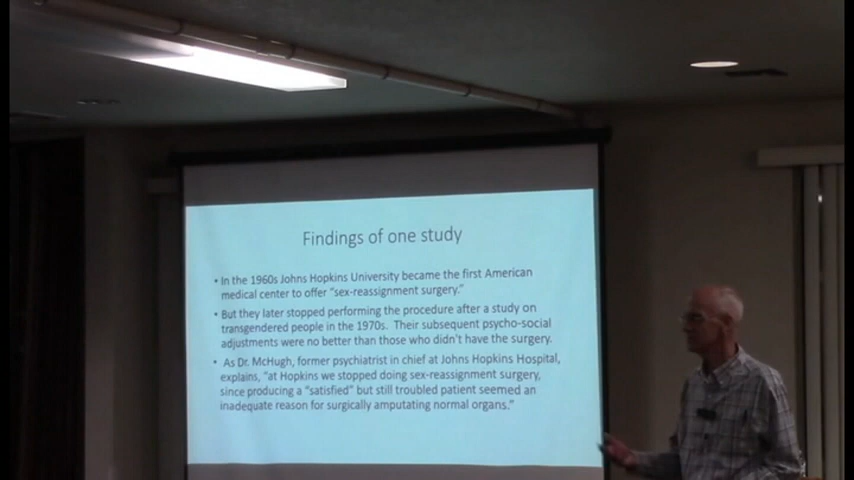 Findings of one study
• In the 1960s Johns Hopkins University became the first American
medical center to offer “sex-reassignment surgery.”
• But they later stopped performing the procedure after a study on
transgendered people in the 1970s. Their subsequent psycho-social
adjustments were no better than those who didn’t have the surgery.
• As Dr. McHugh, former psychiatrist in chief at Johns Hopkins Hospital,
explains, “at Hopkins we stopped doing sex-reassignment surgery,
since producing a “satisfied” but still troubled patient seemed an
inadequate reason for surgically amputating normal organs.”